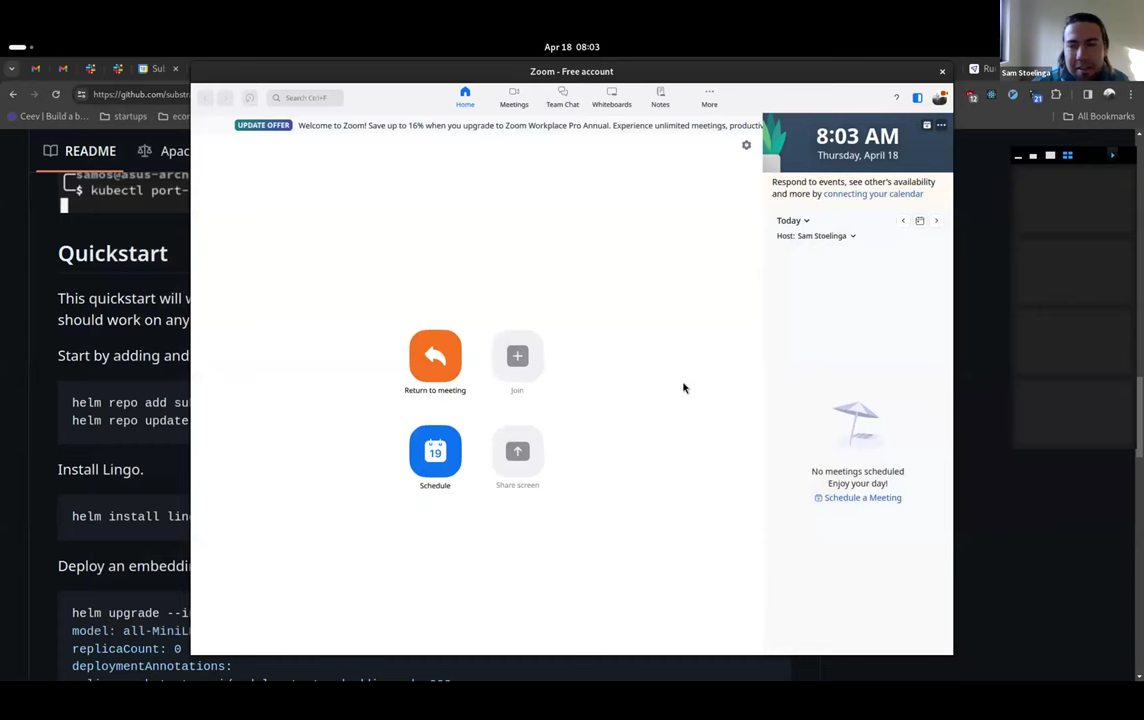 Apr 18 08:03
Sam Stoelinga
Zoom - Free account
https://github.com/substr
Ceev | Build a b...
startups
All Bookmarks
12
21
Search Ctrl+F
Home
Meetings
Team Chat
Whiteboards
Notes
More
UPDATE OFFER Welcome to Zoom! Save up to 16% when you upgrade to Zoom Workplace Pro Annual. Experience unlimited meetings,
8:03 AM
Thursday, April 18
Respond to events, see other's availability
and more by connecting your calendar
Today
Host: Sam Stoelinga
README
samos@asus-arch
$ kubectl port-
Quickstart
This quickstart will
should work on any
Start by adding and
helm repo add
helm repo update
Install Lingo.
helm install
Deploy an
helm upgrade
model:
replicaCount: 0
deploymentAnnotations:
Return to meeting
Join
19
Schedule
Share screen
No meetings scheduled
Enjoy your day!
Schedule a Meeting